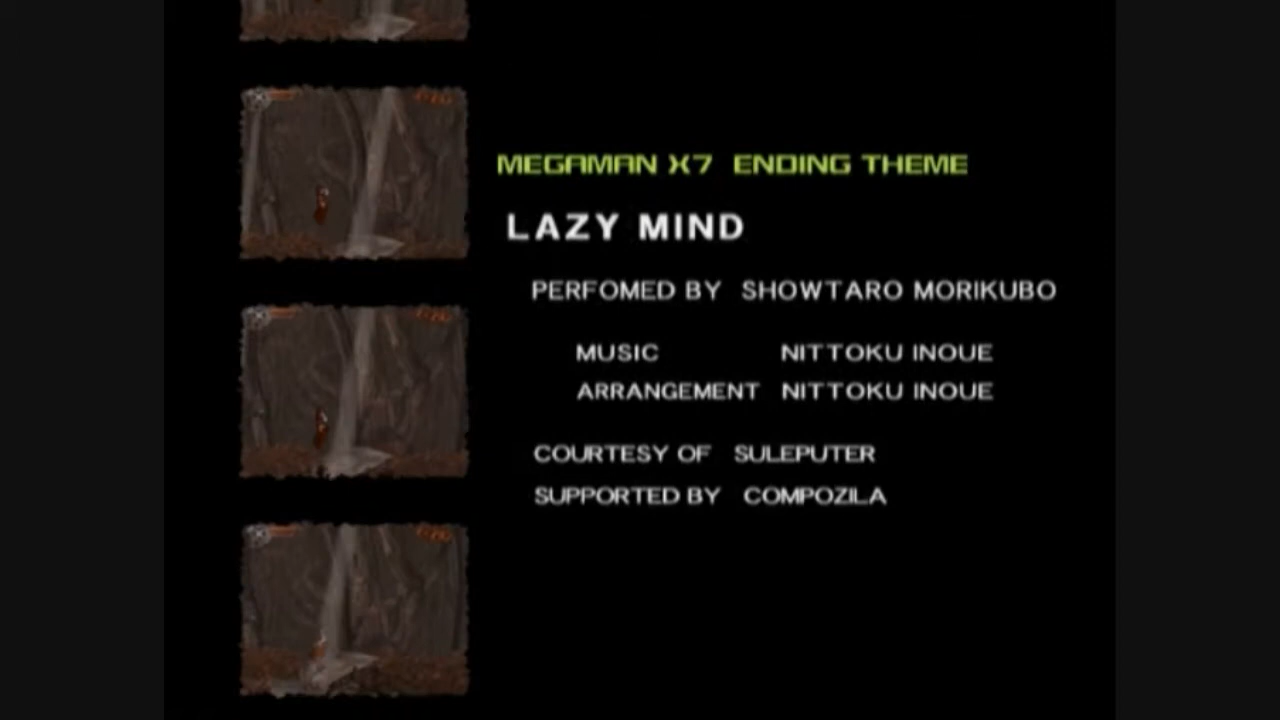 MEGAMAN X7 ENDING THEME
LAZY MIND
PERFOMED BY SHOWTARO MORIKUBO
MUSIC NITTOKU INOUE
ARRANGEMENT NITTOKU INOUE
COURTESY OF SULEPUTER
SUPPORTED BY COMPOZILA